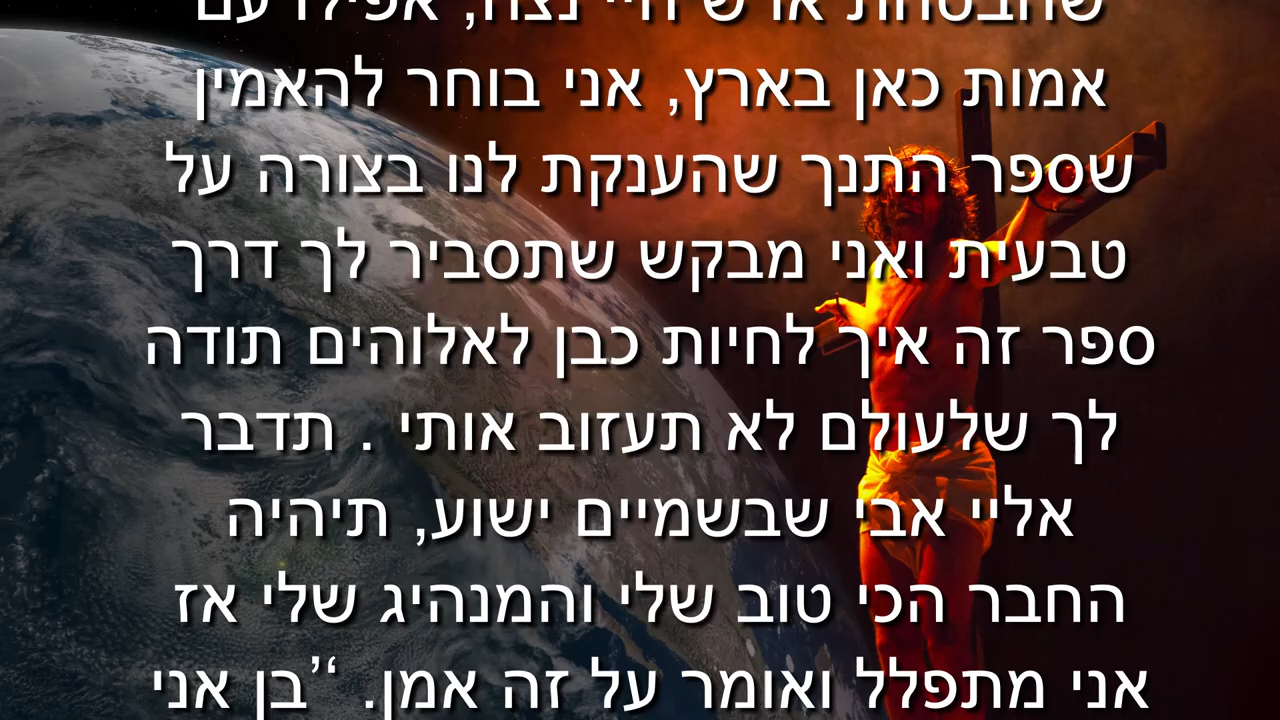 אמות כאן בארץ, אני בוחר להאמין
שספר התנך שהענקת לנו בצורה על
טבעית ואני מבקש שתסביר לך דרך
ספר זה איך לחיות כבן לאלוהים תודה
לך שלעולם לא תעזוב אותי . תדבר
אליי אבי שבשמיים ישוע, תיהיה
החבר הכי טוב שלי והמנהיג שלי אז
אני מתפלל ואומר על זה אמן. ‘’בן אני